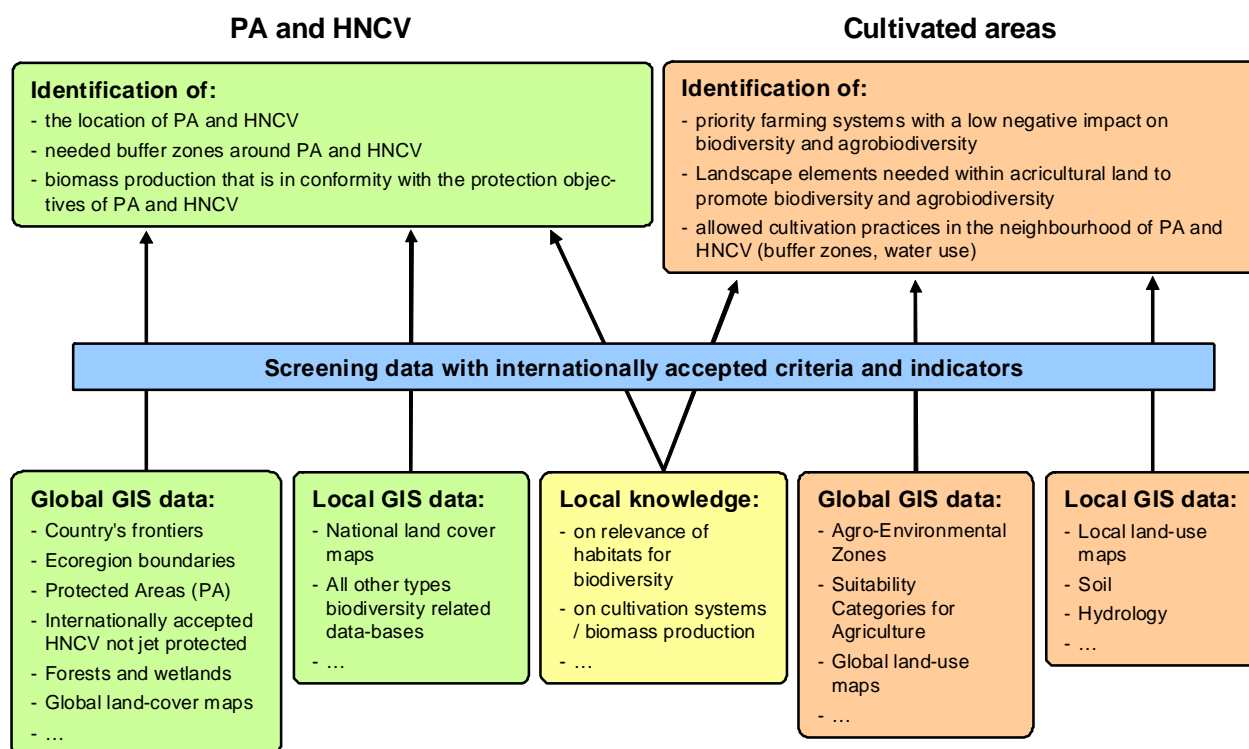 PA and HNCV
Cultivated areas
Identification of:
- the location of PA and HNCV
- needed buffer zones around PA and HNCV
- biomass production that is in conformity with the protection objec-
tives of PA and HNCV
Identification of:
- priority farming systems with a low negative impact on
biodiversity and agrobiodiversity
- Landscape elements needed within acricultural land to
promote biodiversity and agrobiodiversity
- allowed cultivation practices in the neighbourhood of PA and
HNCV (buffer zones, water use)
Screening data with internationally accepted criteria and indicators
Global GIS data:
- Country's frontiers
- Ecoregion boundaries
- Protected Areas (PA)
- Internationally accepted
HNCV not jet protected
- Forests and wetlands
- Global land-cover maps
- …
Local GIS data:
- National land cover
maps
- All other types
biodiversity related
data-bases
- …
Local knowledge:
- on relevance of
habitats for
biodiversity
- on cultivation systems
/ biomass production
- …
Global GIS data:
- Agro-Environmental
Zones
- Suitability
Categories for
Agriculture
- Global land-use
maps
- …
Local GIS data:
- Local land-use
maps
- Soil
- Hydrology
- …